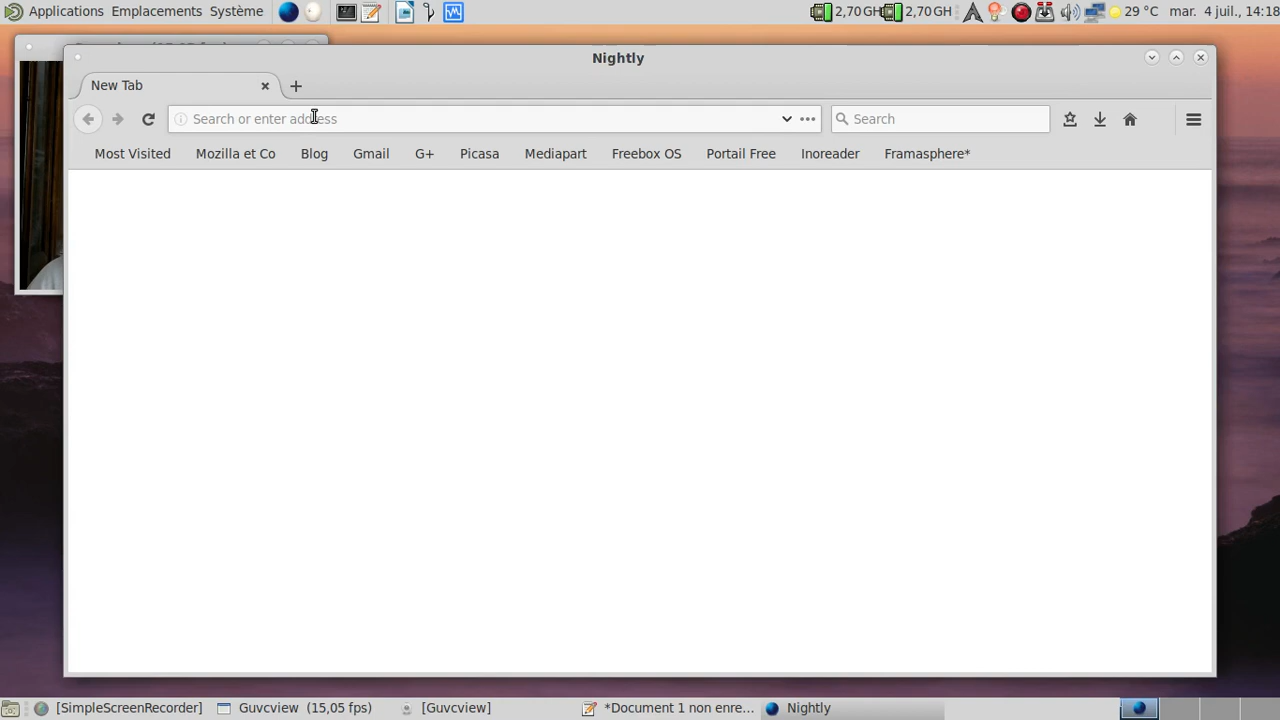 Applications Emplacements Système 2,70 GH 2,70 GH 29 °C mar. 4 juil., 14:18
Nightly
New Tab
Search or enter address Search
Most Visited Mozilla et Co Blog Gmail G+ Picasa Mediapart Freebox OS Portail Free Inoreader Framasphere*
[SimpleScreenRecorder] Guvcview (15,05 fps) [Guvcview] *Document 1 non enre... Nightly